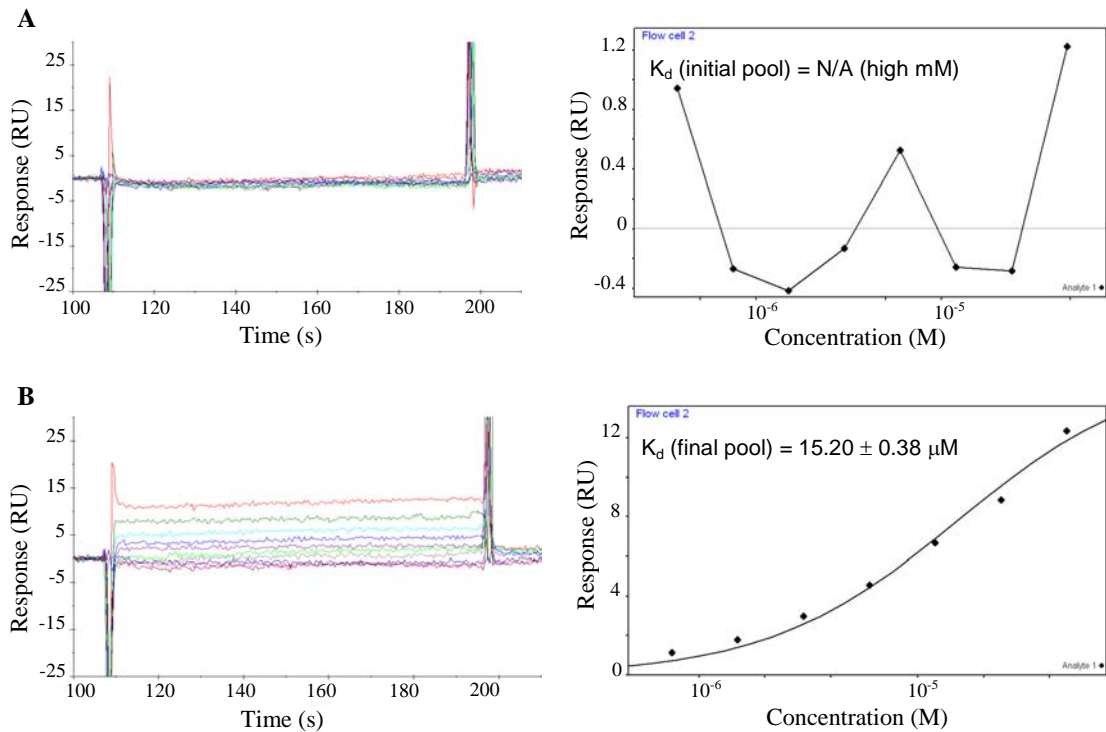 A
Response (RU)
25
15
5
-5
-15
-25
100 120 140 160 180 200
Time (s)
Flow cell 2
Kd (initial pool) = N/A (high mM)
Response (RU)
1.2
0.8
0.4
0
-0.4
10-6 10-5
Analyte 1
Concentration (M)
B
Response (RU)
25
15
5
-5
-15
-25
100 120 140 160 180 200
Time (s)
Flow cell 2
Kd (final pool) = 15.20 ± 0.38 μM
Response (RU)
12
8
4
0
10-6 10-5
Analyte 1
Concentration (M)